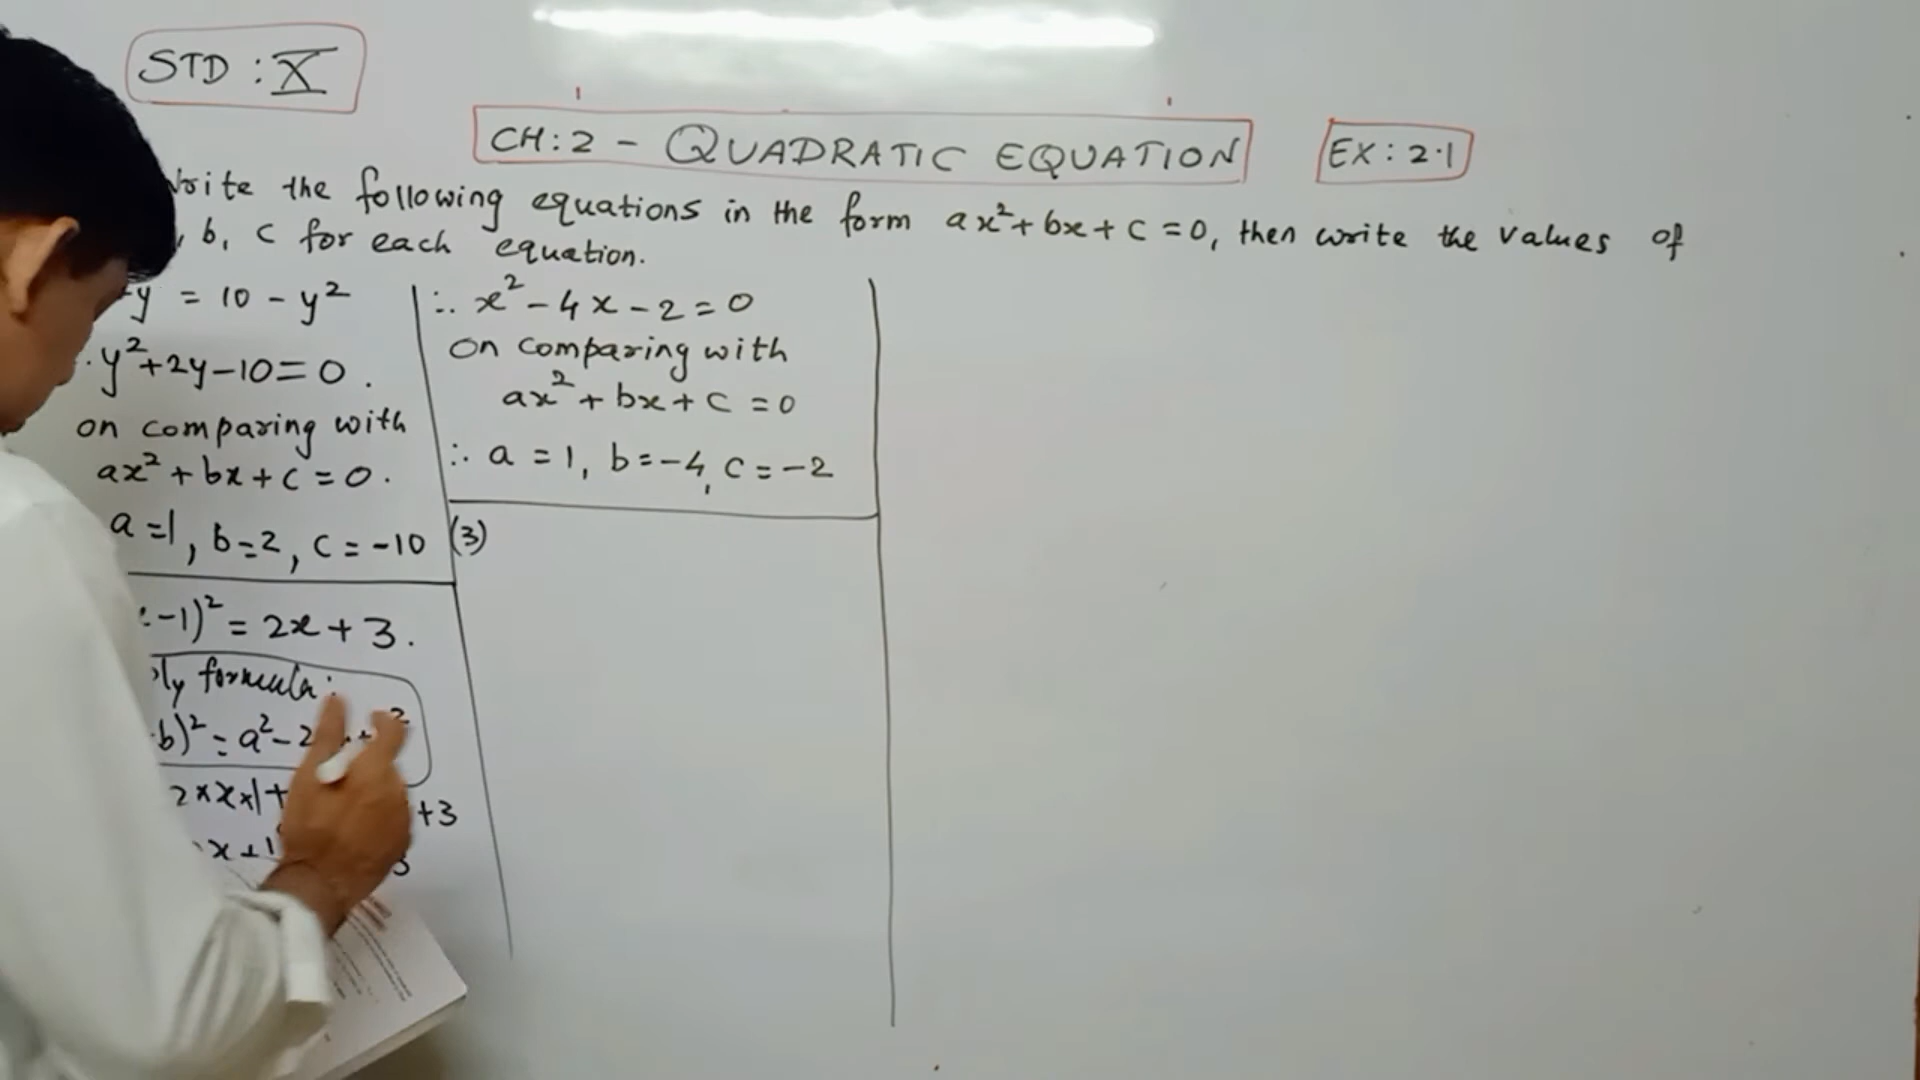 STD : X
CH : 2 - QUADRATIC EQUATION
EX : 2.1
the following equations in the form ax²+bx+c=0, then write the values of
, b, c for each equation.
y = 10 - y²
y²+2y-10=0.
on comparing with
ax²+bx+c=0.
a=1, b=2, c=-10
-1)² = 2x+3.
formula:
b)² = a²-2
2×x×1+
+3
x+1
3
∴ x²-4x-2=0
on comparing with
ax²+bx+c=0
∴ a=1, b=-4, c=-2
(3)